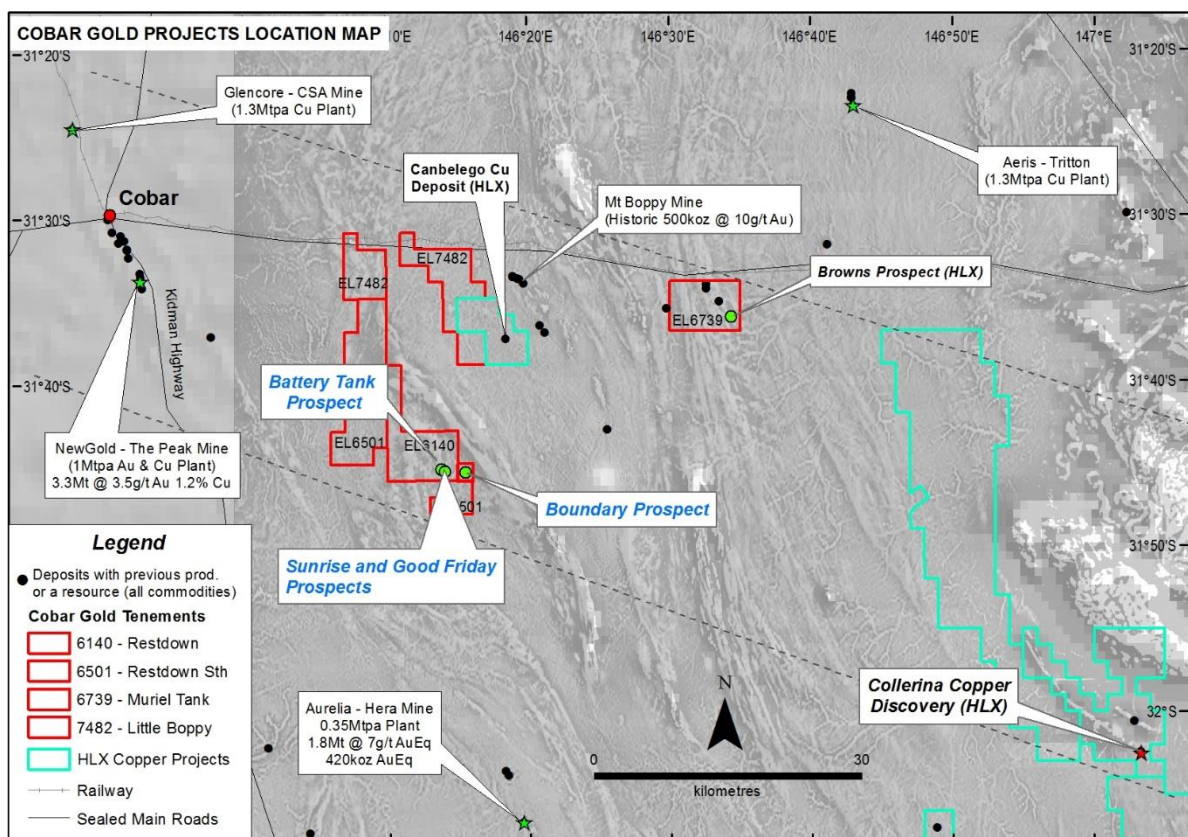 COBAR GOLD PROJECTS LOCATION MAP
146°20'E
146°30'E
146°40'E
146°50'E
147°E
31°20'S
31°20'S
Glencore - CSA Mine
(1.3Mtpa Cu Plant)
Aeris - Tritton
(1.3Mtpa Cu Plant)
Canbelego Cu
Deposit (HLX)
Mt Boppy Mine
(Historic 500koz @ 10g/t Au)
Cobar
31°30'S
31°30'S
EL7482
EL7482
Browns Prospect (HLX)
EL6739
Kidman Highway
31°40'S
31°40'S
Battery Tank
Prospect
NewGold - The Peak Mine
(1Mtpa Au & Cu Plant)
3.3Mt @ 3.5g/t Au 1.2% Cu
EL6501
EL6140
501
Boundary Prospect
Sunrise and Good Friday
Prospects
31°50'S
Legend
Deposits with previous prod.
or a resource (all commodities)
Cobar Gold Tenements
6140 - Restdown
6501 - Restdown Sth
6739 - Muriel Tank
7482 - Little Boppy
HLX Copper Projects
Railway
Sealed Main Roads
Aurelia - Hera Mine
0.35Mtpa Plant
1.8Mt @ 7g/t AuEq
420koz AuEq
N
0
30
kilometres
Collerina Copper
Discovery (HLX)
32°S